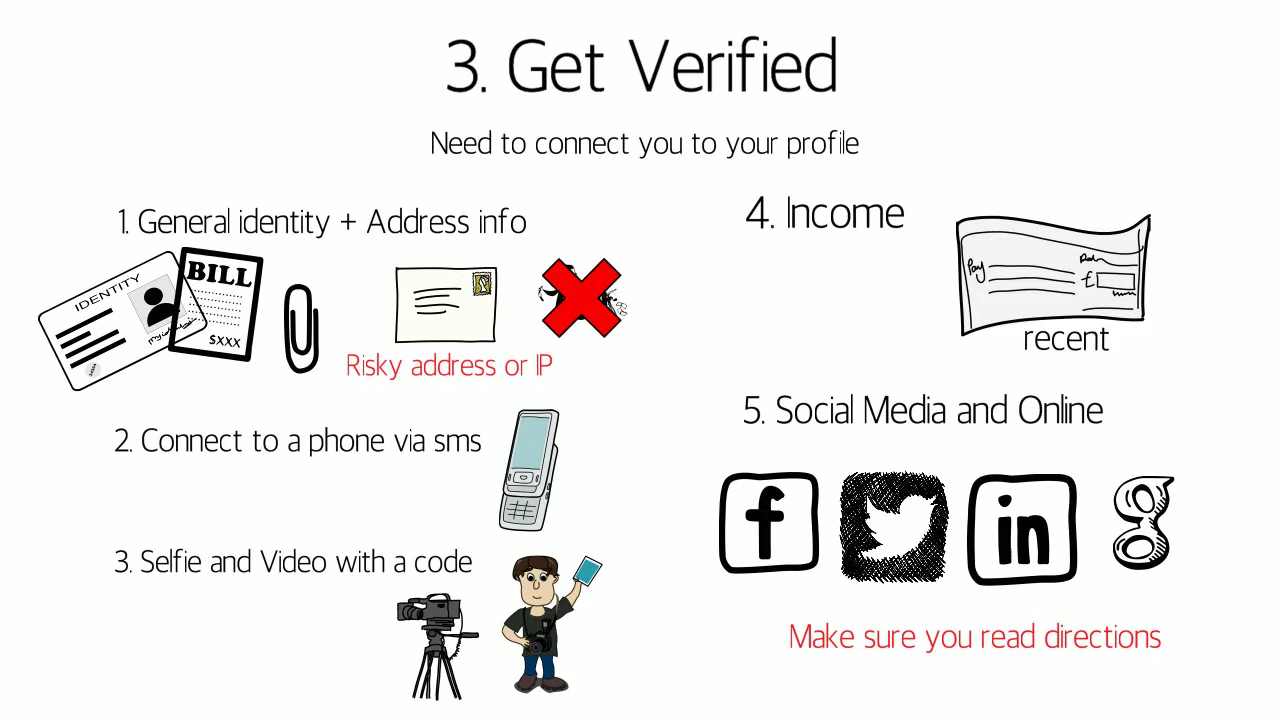 3. Get Verified
Need to connect you to your profile
1. General identity + Address info
IDENTITY
BILL
$XXX
Risky address or IP
2. Connect to a phone via sms
3. Selfie and Video with a code
4. Income
Pay
£
recent
5. Social Media and Online
f
in
g
Make sure you read directions